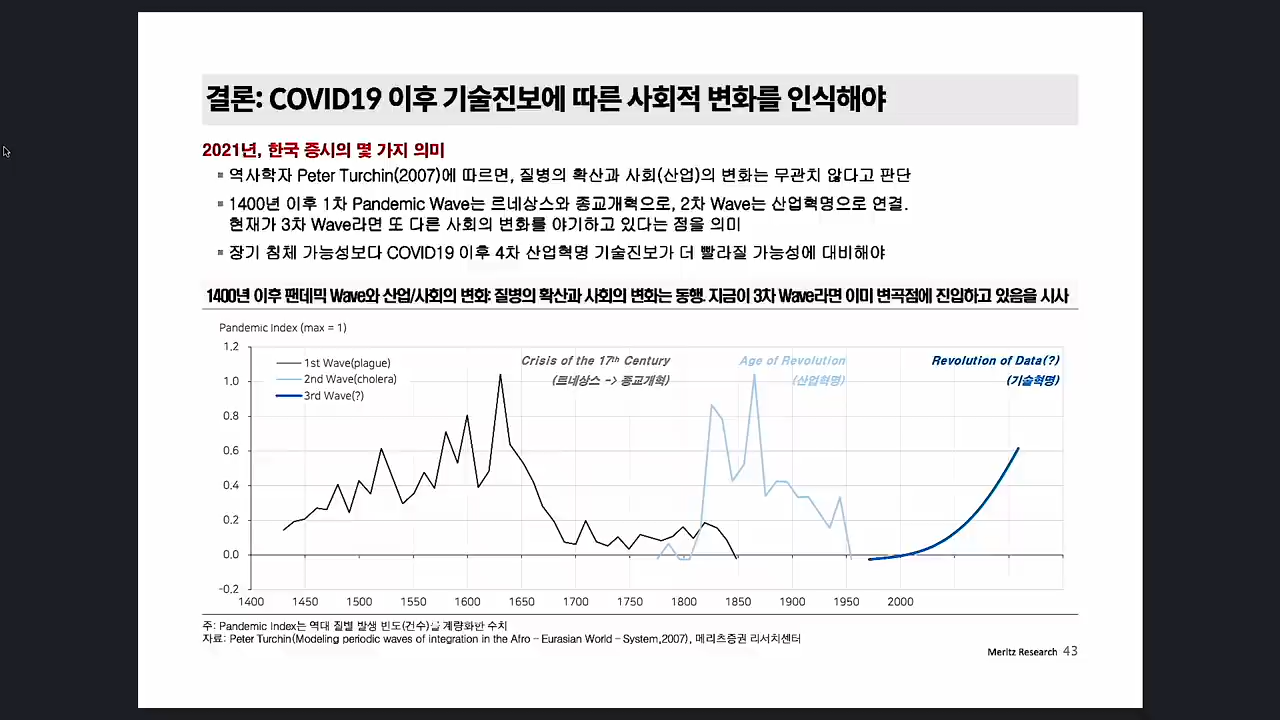 결론: COVID19 이후 기술진보에 따른 사회적 변화를 인식해야
2021년, 한국 증시의 몇 가지 의미
역사학자 Peter Turchin(2007)에 따르면, 질병의 확산과 사회(산업)의 변화는 무관치 않다고 판단
1400년 이후 1차 Pandemic Wave는 르네상스와 종교개혁으로, 2차 Wave는 산업혁명으로 연결.
현재가 3차 Wave라면 또 다른 사회의 변화를 야기하고 있다는 점을 의미
장기 침체 가능성보다 COVID19 이후 4차 산업혁명 기술진보가 더 빨라질 가능성에 대비해야
1400년 이후 팬데믹 Wave와 산업/사회의 변화: 질병의 확산과 사회의 변화는 동행. 지금이 3차 Wave라면 이미 변곡점에 진입하고 있음을 시사
Pandemic Index (max = 1)
1.2
1.0
0.8
0.6
0.4
0.2
0.0
-0.2
1st Wave(plague)
2nd Wave(cholera)
3rd Wave(?)
Crisis of the 17th Century
(르네상스 -> 종교개혁)
Age of Revolution
(산업혁명)
Revolution of Data(?)
(기술혁명)
1400 1450 1500 1550 1600 1650 1700 1750 1800 1850 1900 1950 2000
주: Pandemic Index는 역대 질병 발생 빈도(건수)를 계량화한 수치
자료: Peter Turchin(Modeling periodic waves of integration in the Afro – Eurasian World – System,2007), 메리츠증권 리서치센터
Meritz Research 43